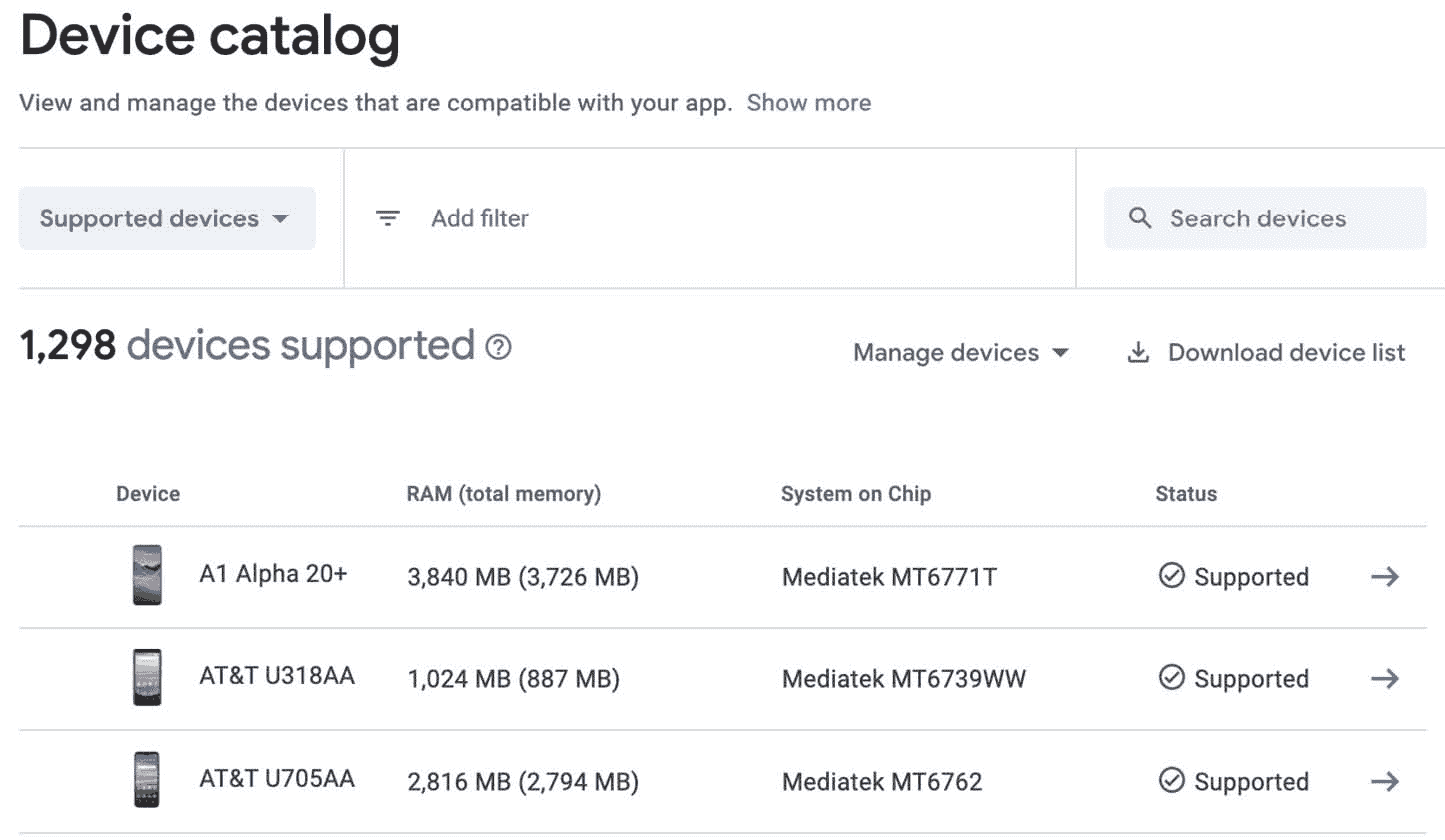 Device catalog
View and manage the devices that are compatible with your app. Show more
Supported devices Add filter Search devices
1,298 devices supported Manage devices Download device list
Device RAM (total memory) System on Chip Status
A1 Alpha 20+ 3,840 MB (3,726 MB) Mediatek MT6771T Supported
AT&T U318AA 1,024 MB (887 MB) Mediatek MT6739WW Supported
AT&T U705AA 2,816 MB (2,794 MB) Mediatek MT6762 Supported